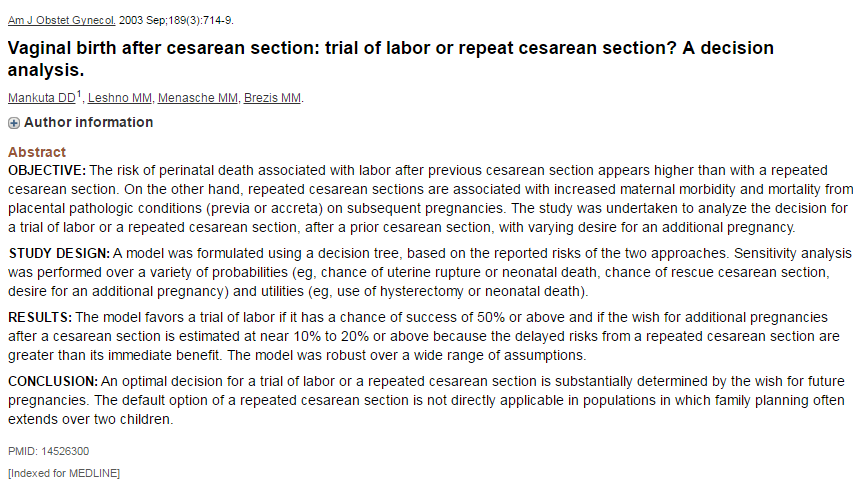 Am J Obstet Gynecol. 2003 Sep;189(3):714-9.
Vaginal birth after cesarean section: trial of labor or repeat cesarean section? A decision
analysis.
Mankuta DD1, Leshno MM, Menasche MM, Brezis MM.
Author information
Abstract
OBJECTIVE: The risk of perinatal death associated with labor after previous cesarean section appears higher than with a repeated
cesarean section. On the other hand, repeated cesarean sections are associated with increased maternal morbidity and mortality from
placental pathologic conditions (previa or accreta) on subsequent pregnancies. The study was undertaken to analyze the decision for
a trial of labor or a repeated cesarean section, after a prior cesarean section, with varying desire for an additional pregnancy.
STUDY DESIGN: A model was formulated using a decision tree, based on the reported risks of the two approaches. Sensitivity analysis
was performed over a variety of probabilities (eg, chance of uterine rupture or neonatal death, chance of rescue cesarean section,
desire for an additional pregnancy) and utilities (eg, use of hysterectomy or neonatal death).
RESULTS: The model favors a trial of labor if it has a chance of success of 50% or above and if the wish for additional pregnancies
after a cesarean section is estimated at near 10% to 20% or above because the delayed risks from a repeated cesarean section are
greater than its immediate benefit. The model was robust over a wide range of assumptions.
CONCLUSION: An optimal decision for a trial of labor or a repeated cesarean section is substantially determined by the wish for future
pregnancies. The default option of a repeated cesarean section is not directly applicable in populations in which family planning often
extends over two children.
PMID: 14526300
[Indexed for MEDLINE]